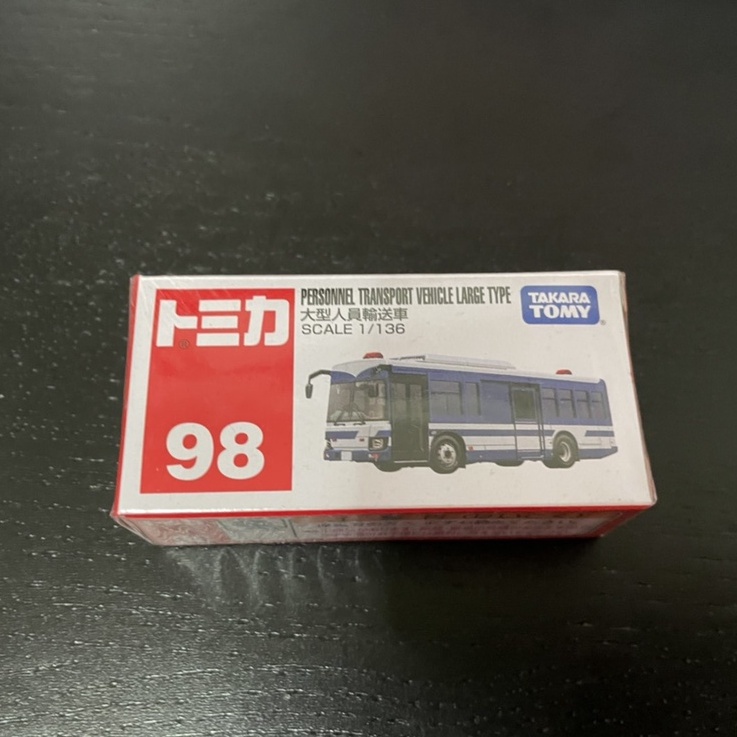 トミカ
98
PERSONNEL TRANSPORT VEHICLE LARGE TYPE
大型人員輸送車
SCALE 1/136
TAKARA
TOMY